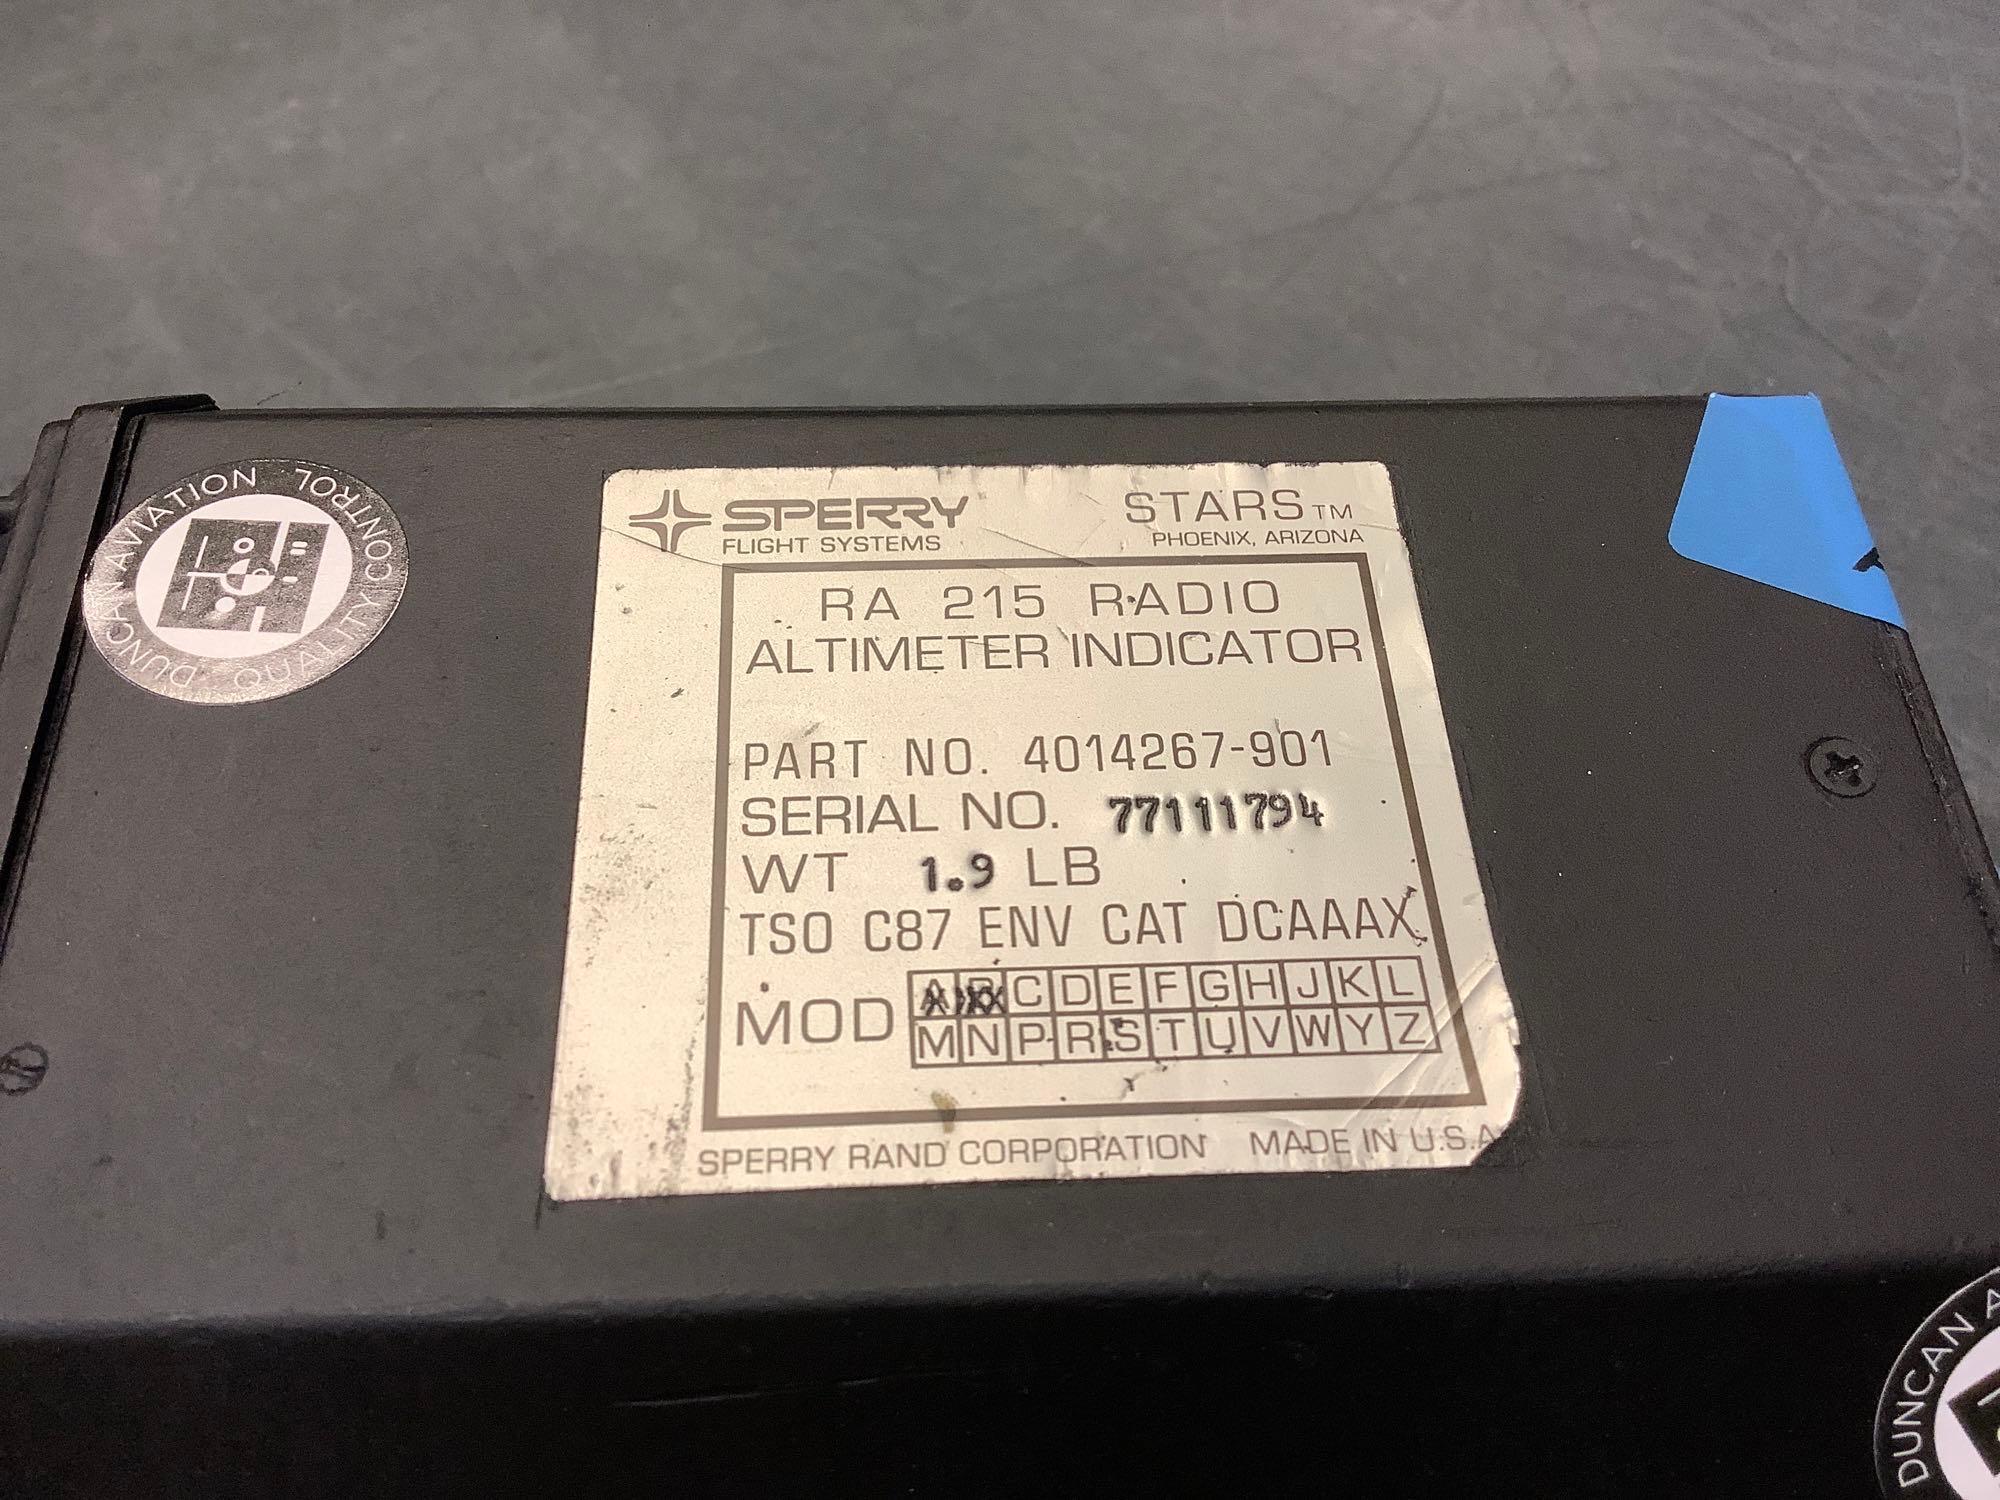 DUNCAN AVIATION
QUALITY CONTROL
SPERRY STARS TM
FLIGHT SYSTEMS PHOENIX, ARIZONA
RA 215 RADIO
ALTIMETER INDICATOR
PART NO. 4014267-901
SERIAL NO. 77111794
WT 1.9 LB
TSO C87 ENV CAT DCAAAX
MOD A B C D E F G H J K L
M N P R S T U V W Y Z
SPERRY RAND CORPORATION MADE IN U.S.A
DUNCAN A